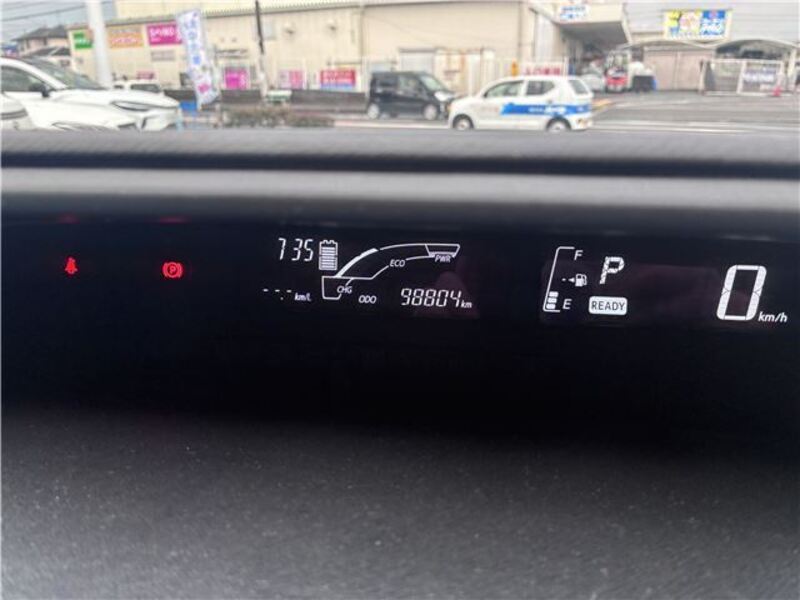 7:35
ECO
PWR
CHG
--.- km/L
ODO 98804 km
F
E
P
READY
0 km/h